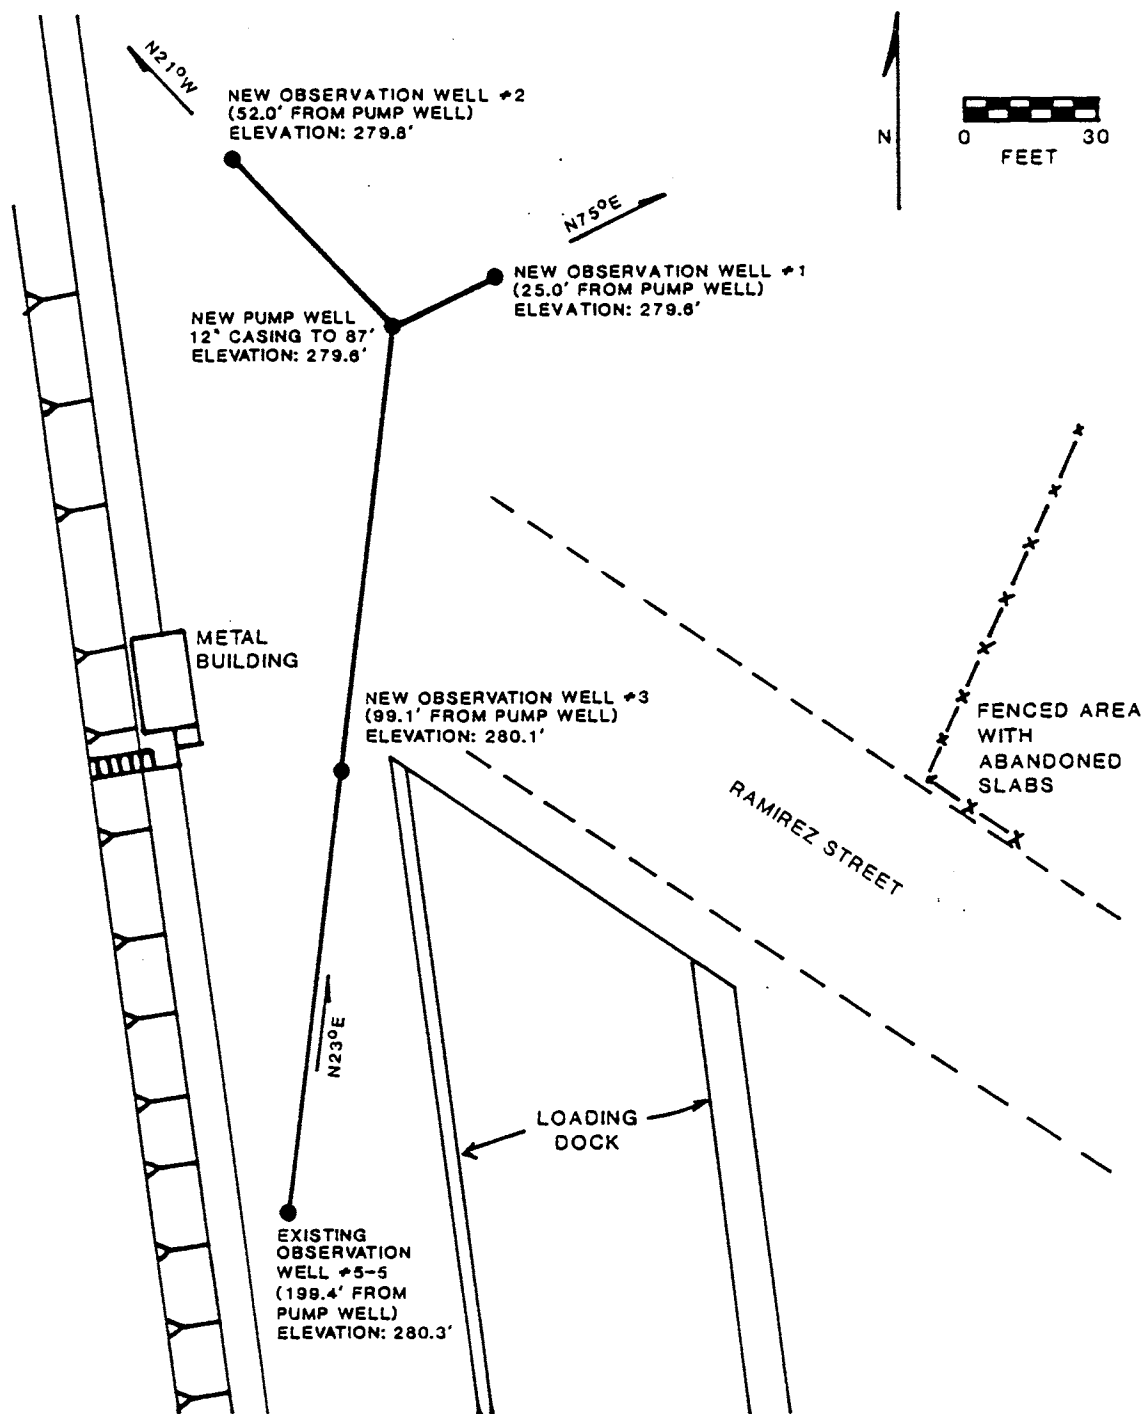 N21°W
NEW OBSERVATION WELL #2
(52.0' FROM PUMP WELL)
ELEVATION: 279.8'
N
0 30
FEET
N75°E
NEW OBSERVATION WELL #1
(25.0' FROM PUMP WELL)
ELEVATION: 279.6'
NEW PUMP WELL
12" CASING TO 87'
ELEVATION: 279.6'
METAL
BUILDING
NEW OBSERVATION WELL #3
(99.1' FROM PUMP WELL)
ELEVATION: 280.1'
FENCED AREA
WITH
ABANDONED
SLABS
RAMIREZ STREET
N23°E
LOADING
DOCK
EXISTING
OBSERVATION
WELL #5-5
(199.4' FROM
PUMP WELL)
ELEVATION: 280.3'